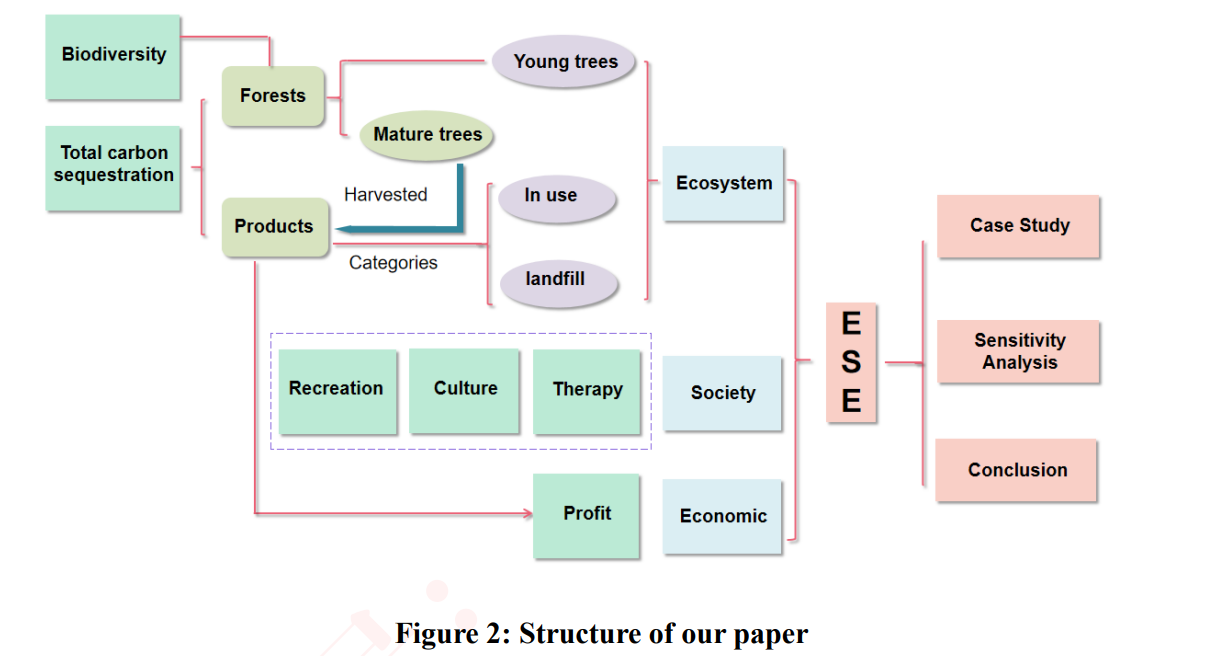 Biodiversity
Forests
Young trees
Mature trees
Total carbon
sequestration
Harvested
In use
Products
Categories
landfill
Ecosystem
Recreation
Culture
Therapy
Society
Profit
Economic
E
S
E
Case Study
Sensitivity
Analysis
Conclusion
Figure 2: Structure of our paper